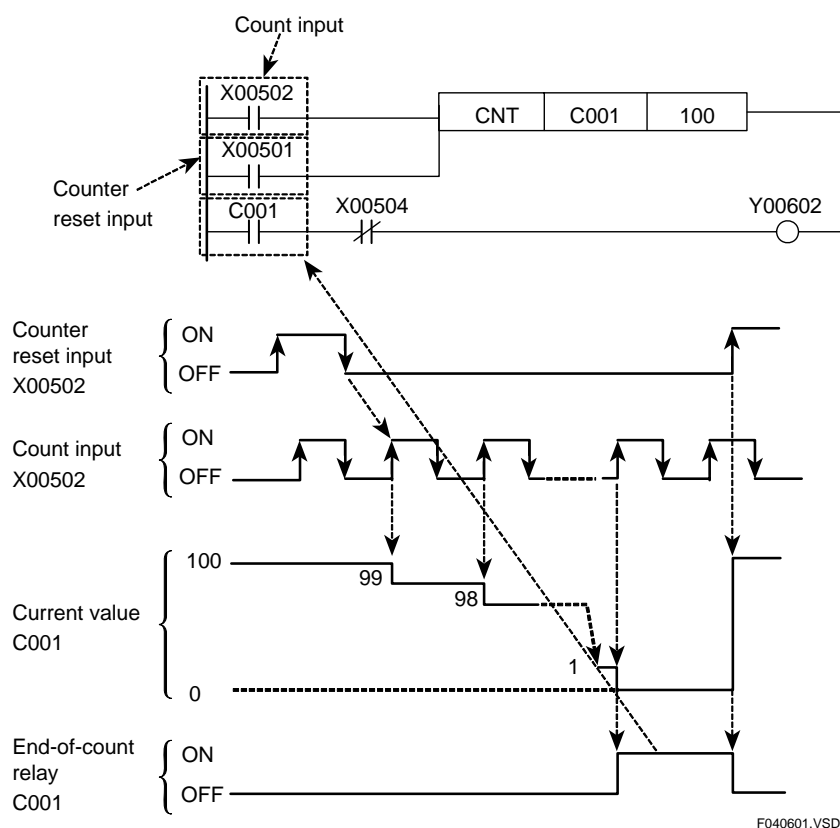 Count input
X00502
CNT C001 100
X00501
Counter
reset input
C001 X00504 Y00602
Counter
reset input
X00502
ON
OFF
Count input
X00502
ON
OFF
100
99
98
1
0
Current value
C001
End-of-count
relay
C001
ON
OFF
F040601.VSD